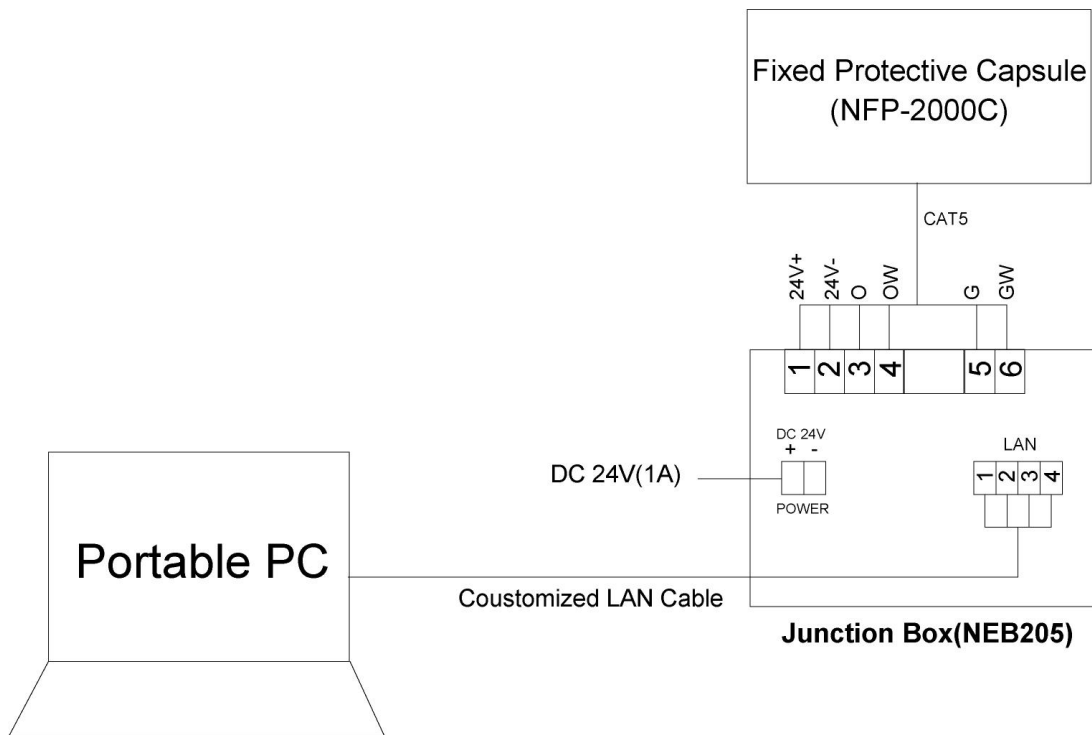 Fixed Protective Capsule
(NFP-2000C)
CAT5
24V+ 24V- O OW G GW
1 2 3 4 5 6
DC 24V
+ -
POWER
LAN
1 2 3 4
DC 24V(1A)
Portable PC
Coustomized LAN Cable
Junction Box(NEB205)